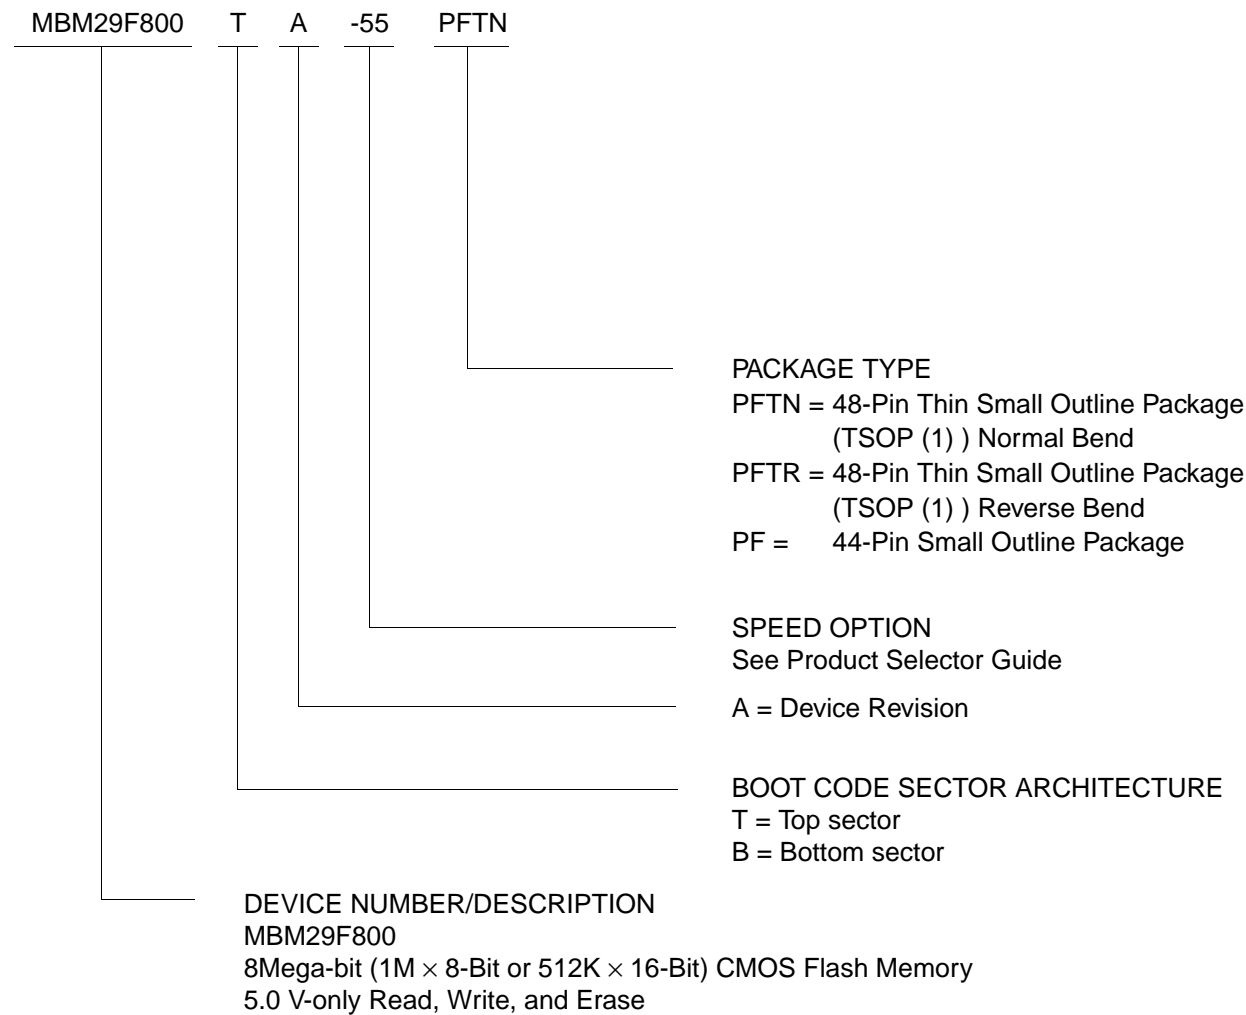 MBM29F800 T A -55 PFTN
PACKAGE TYPE
PFTN = 48-Pin Thin Small Outline Package
(TSOP (1) ) Normal Bend
PFTR = 48-Pin Thin Small Outline Package
(TSOP (1) ) Reverse Bend
PF = 44-Pin Small Outline Package
SPEED OPTION
See Product Selector Guide
A = Device Revision
BOOT CODE SECTOR ARCHITECTURE
T = Top sector
B = Bottom sector
DEVICE NUMBER/DESCRIPTION
MBM29F800
8Mega-bit (1M × 8-Bit or 512K × 16-Bit) CMOS Flash Memory
5.0 V-only Read, Write, and Erase